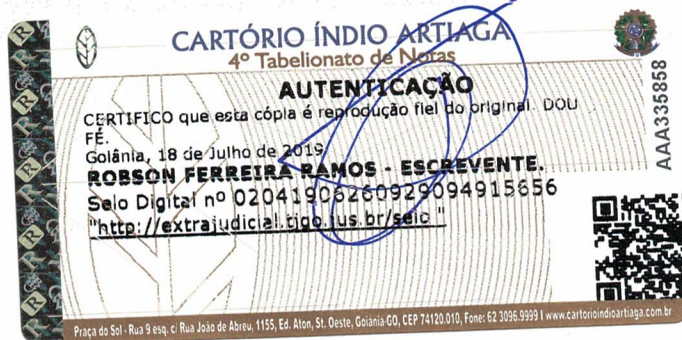 CARTÓRIO ÍNDIO ARTIAGA
4º Tabelionato de Notas
AUTENTICAÇÃO
CERTIFICO que esta cópia é reprodução fiel do original. DOU
FÉ.
Goiânia, 18 de Julho de 2019
ROBSON FERREIRA RAMOS - ESCREVENTE.
Selo Digital nº 02041906260929094915656
"http://extrajudicial.tjgo.jus.br/selo "
AAA335858
Praça do Sol - Rua 9 esq. c/ Rua João de Abreu, 1155, Ed. Aton, St. Oeste, Goiânia-GO, CEP 74120.010, Fone: 62 3096.9999 I www.cartorioindioartiaga.com.br